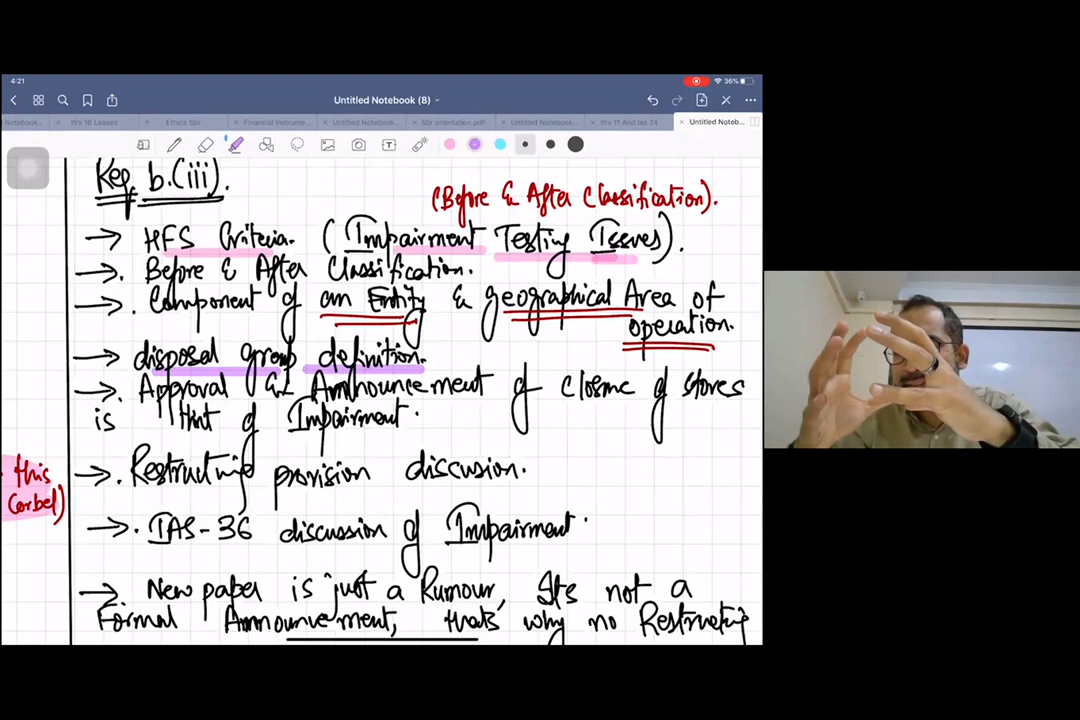 4:21
36%
Untitled Notebook (8)
Notebook...
Ifrs 16 Leases
Ethics Sbr
Financial Instrume...
Untitled Notebook...
Sbr orientation.pdf
Untitled Notebook...
Ifrs 11 And Ias 24
Untitled Noteb...
Req b.(iii).
(Before & After Classification).
→ HFS Criteria. (Impairment Testing Issues).
→. Before & After Classification.
→. Component of an Entity & geographical Area of
operation.
→ disposal group definition.
→. Approval & Announcement of closure of stores
is that of Impairment.
this
Corbel)
→. Restructuring provision discusion.
→. IAS-36 discussion of Impairment.
→ New paper is just a Rumour, Its not a
Formal Announcement, that's why no Restructing